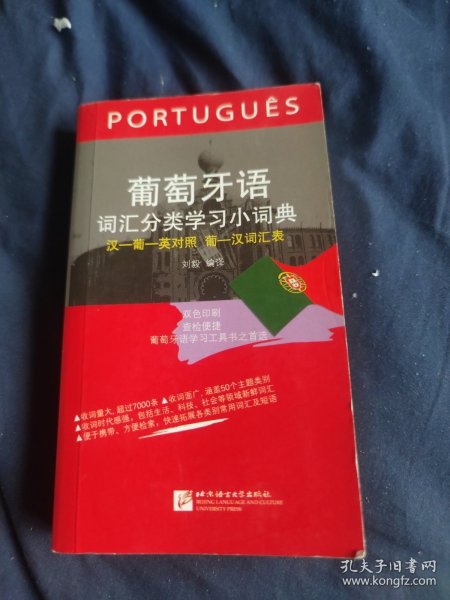 PORTUGUÊS
葡萄牙语
词汇分类学习小词典
汉—葡—英对照 葡—汉词汇表
刘毅 编译
双色印刷
查检便捷
葡萄牙语学习工具书之首选
▲收词量大，超过7000条 ▲收词面广，涵盖50个主题类别
▲收词时代感强，包括生活、科技、社会等领域新鲜词汇
▲便于携带、方便检索，快速拓展各类别常用词汇及短语
北京语言大学出版社
BEIJING LANGUAGE AND CULTURE
UNIVERSITY PRESS
孔夫子旧书网
www.kongfz.com